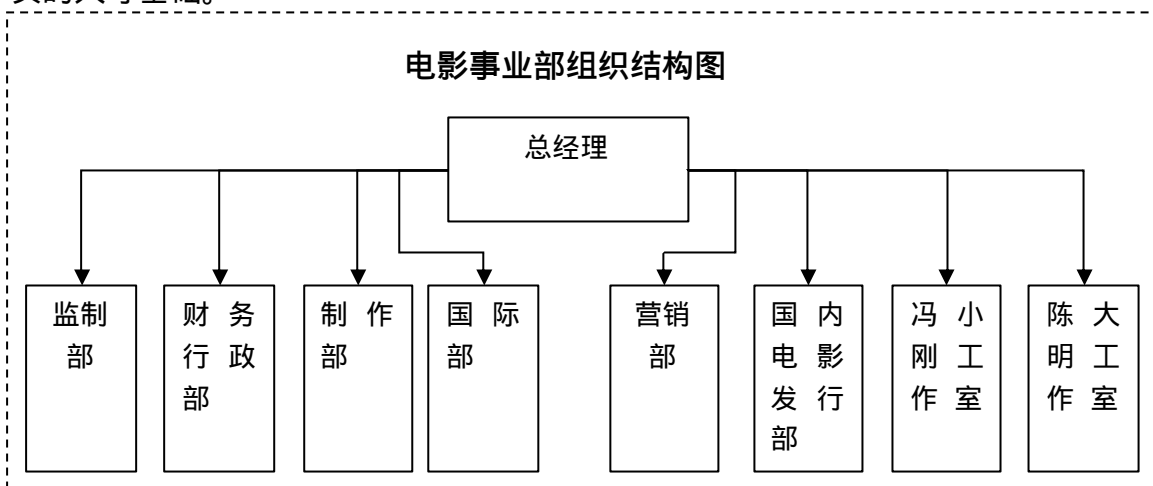 电影事业部组织结构图
总经理
监制
部
财 务
行 政
部
制 作
部
国 际
部
营销
部
国 内
电 影
发 行
部
冯 小
刚 工
作 室
陈 大
明 工
作 室